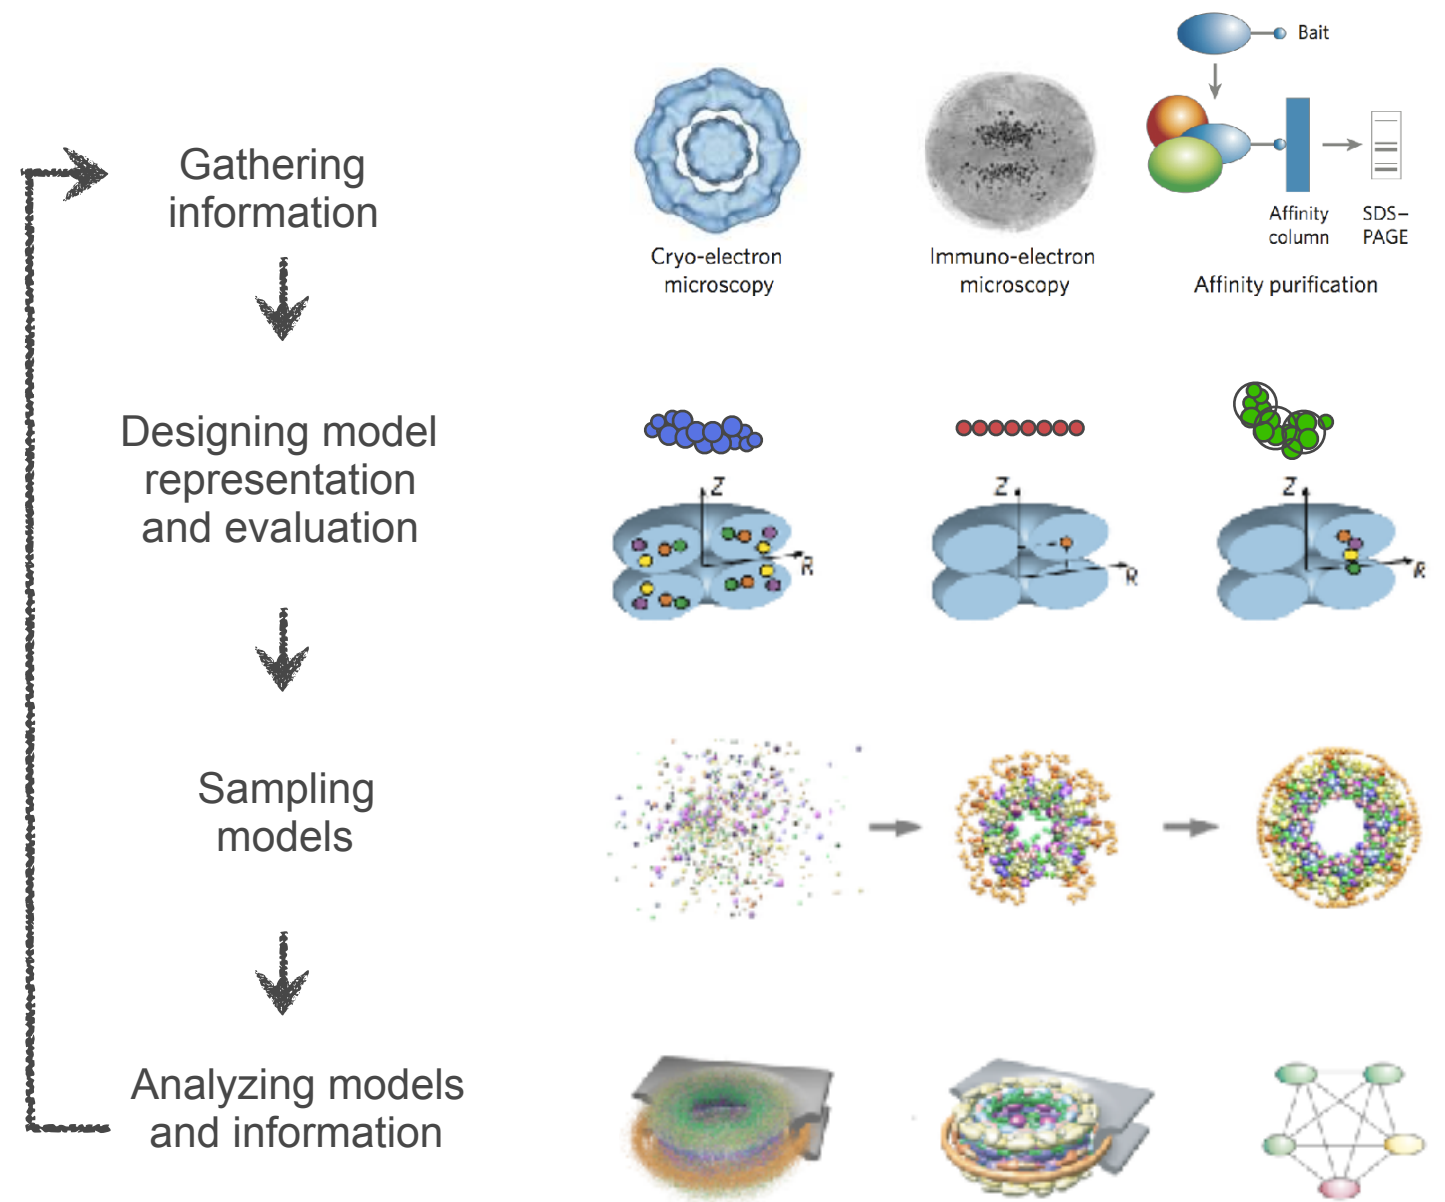 Bait
Gathering
information
Affinity
column
SDS–
PAGE
Cryo-electron
microscopy
Immuno-electron
microscopy
Affinity purification
Designing model
representation
and evaluation
Z
R
Z
R
Z
R
Sampling
models
Analyzing models
and information